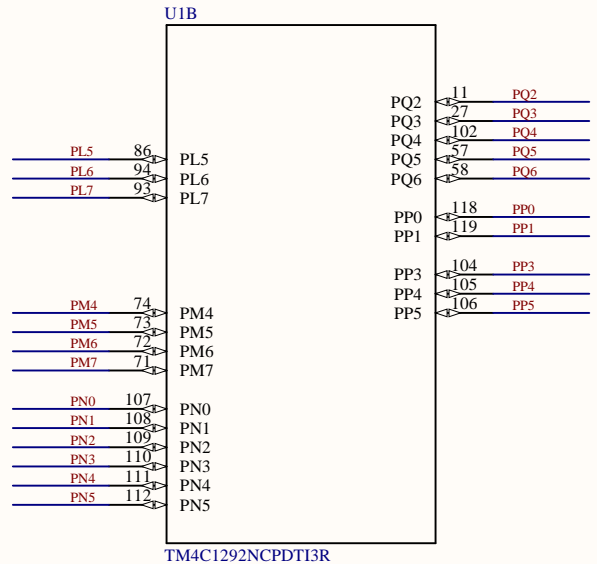 U1B
PQ2 11 PQ2
PQ3 27 PQ3
PQ4 102 PQ4
PL5 86 PL5 PQ5 57 PQ5
PL6 94 PL6 PQ6 58 PQ6
PL7 93 PL7
PP0 118 PP0
PP1 119 PP1
PP3 104 PP3
PP4 105 PP4
PM4 74 PM4 PP5 106 PP5
PM5 73 PM5
PM6 72 PM6
PM7 71 PM7
PN0 107 PN0
PN1 108 PN1
PN2 109 PN2
PN3 110 PN3
PN4 111 PN4
PN5 112 PN5
TM4C1292NCPDTI3R